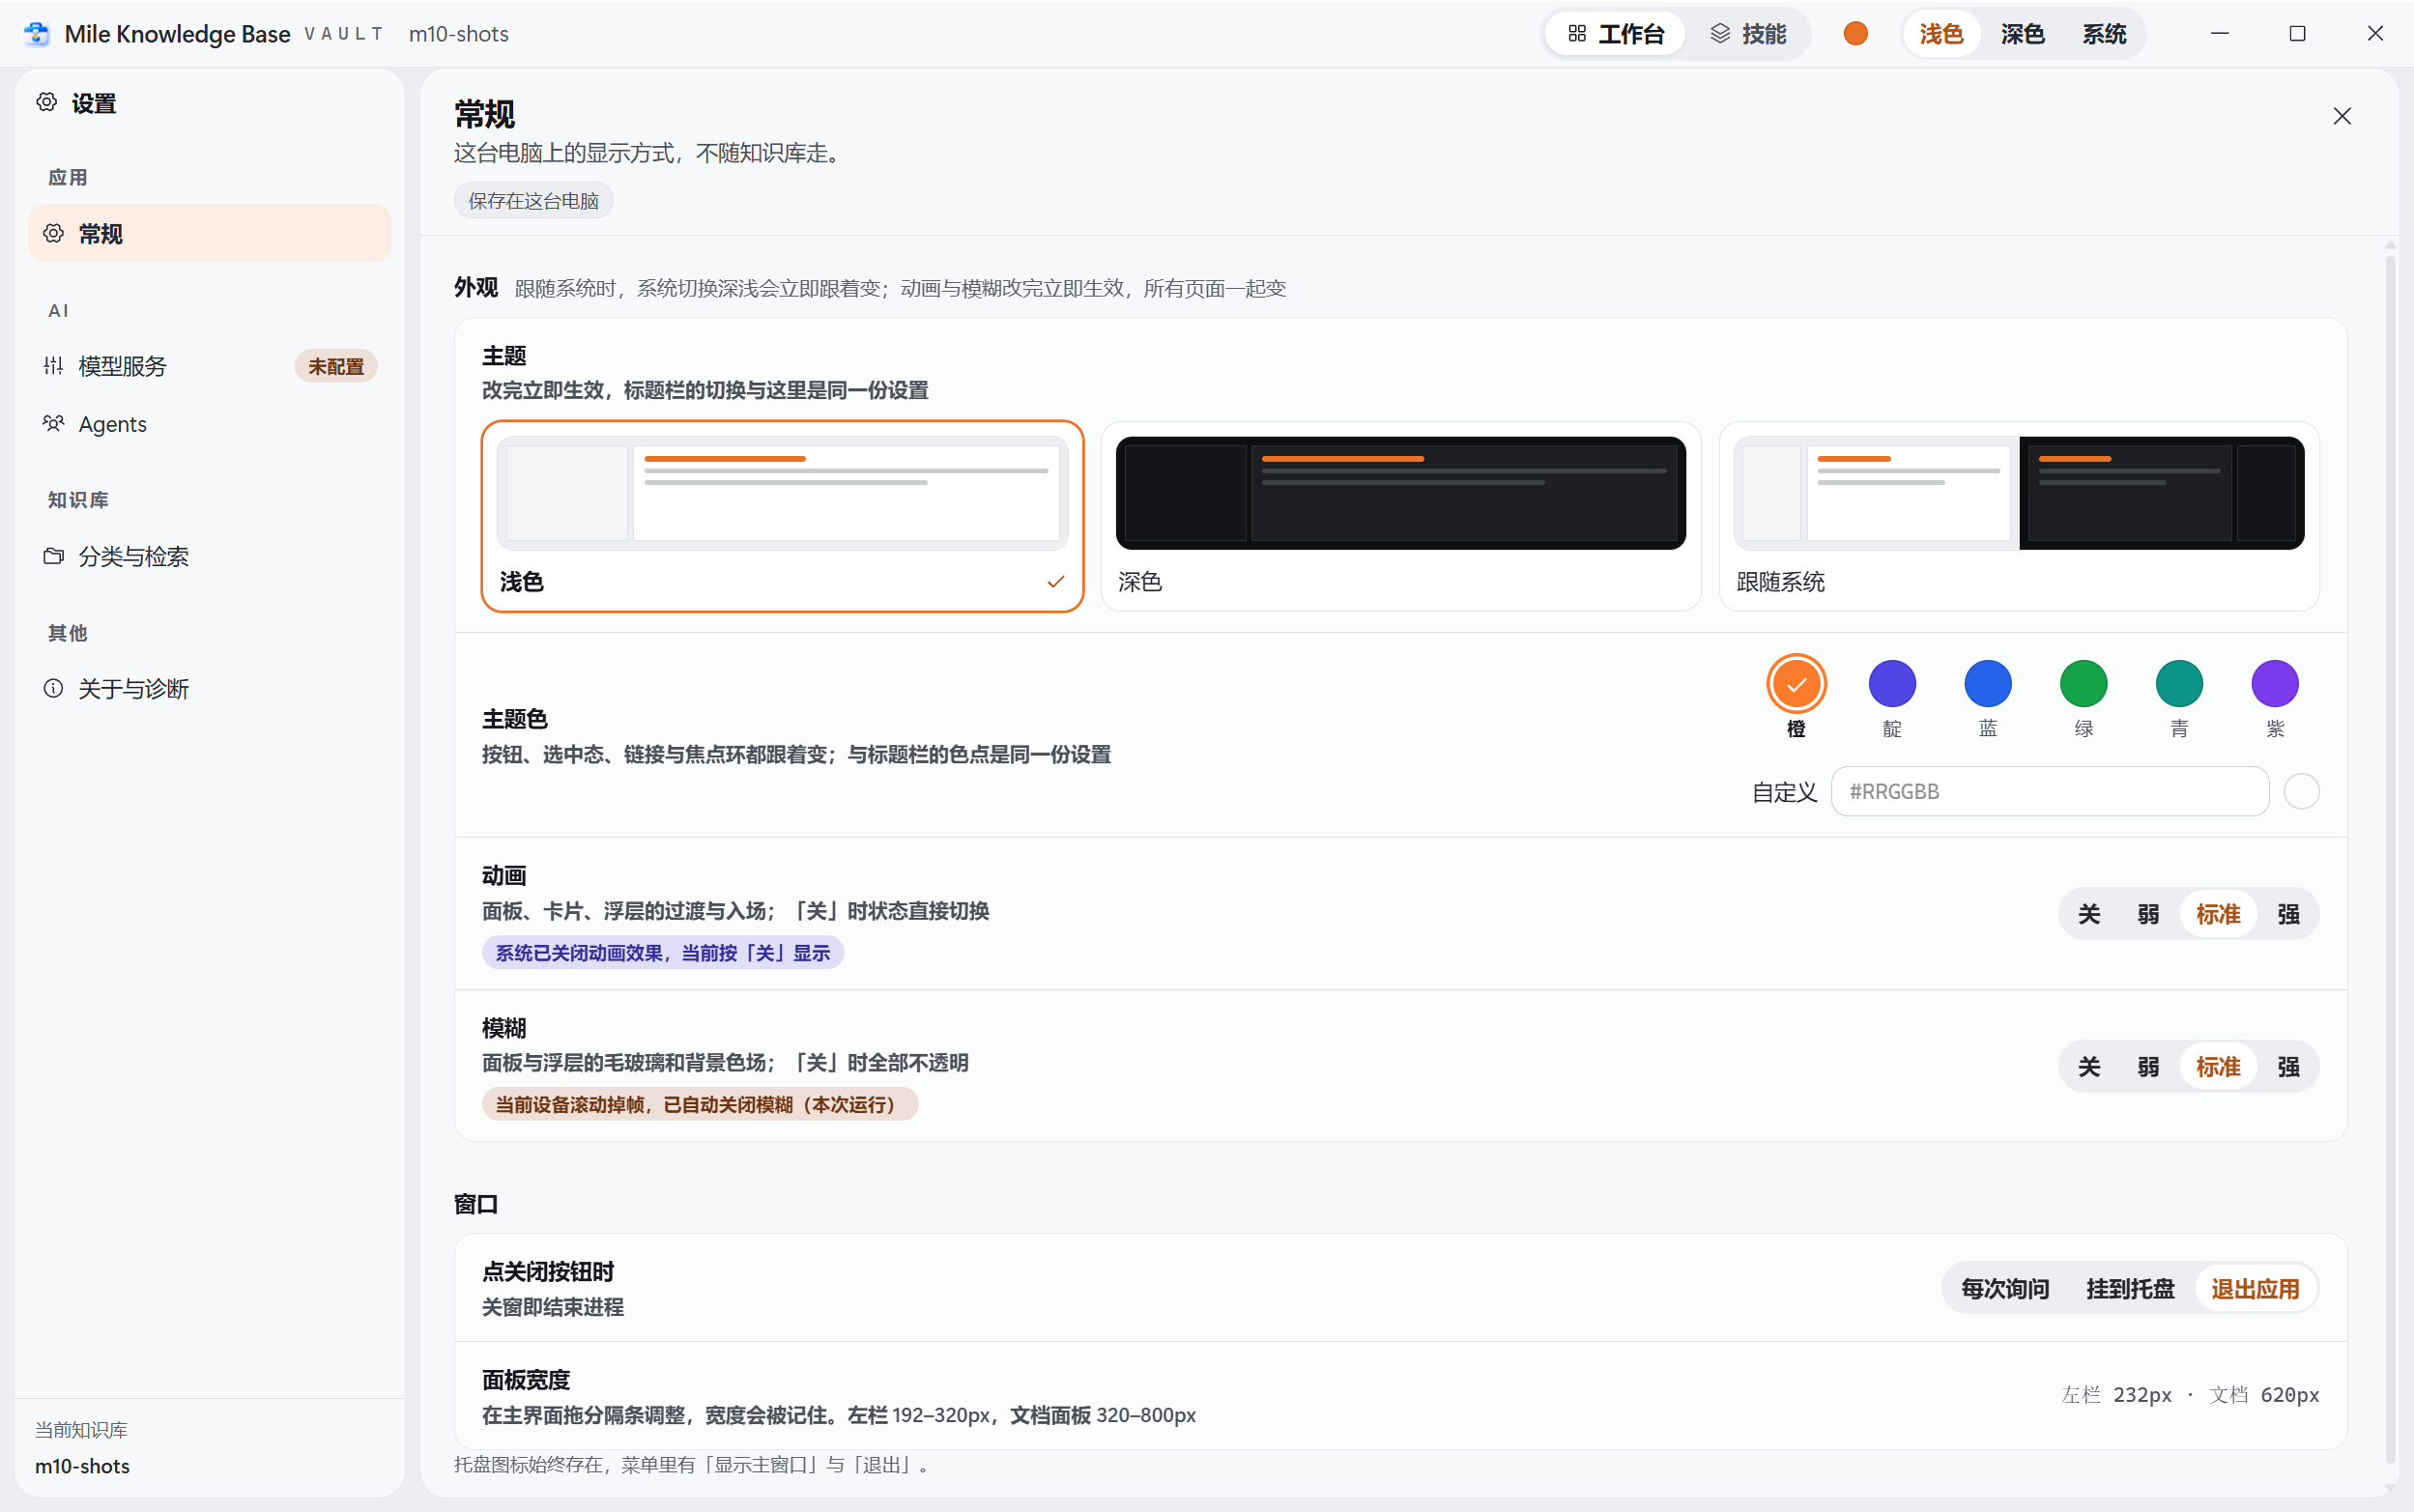 Mile Knowledge Base VAULT m10-shots 工作台 技能 浅色 深色 系统
设置
应用
常规
AI
模型服务 未配置
Agents
知识库
分类与检索
其他
关于与诊断
当前知识库
m10-shots
常规
这台电脑上的显示方式，不随知识库走。
保存在这台电脑
外观 跟随系统时，系统切换深浅会立即跟着变；动画与模糊改完立即生效，所有页面一起变
主题
改完立即生效，标题栏的切换与这里是同一份设置
浅色 深色 跟随系统
主题色
按钮、选中态、链接与焦点环都跟着变；与标题栏的色点是同一份设置
橙 靛 蓝 绿 青 紫
自定义 #RRGGBB
动画
面板、卡片、浮层的过渡与入场；「关」时状态直接切换
系统已关闭动画效果，当前按「关」显示
关 弱 标准 强
模糊
面板与浮层的毛玻璃和背景色场；「关」时全部不透明
当前设备滚动掉帧，已自动关闭模糊（本次运行）
关 弱 标准 强
窗口
点关闭按钮时
关窗即结束进程
每次询问 挂到托盘 退出应用
面板宽度
在主界面拖分隔条调整，宽度会被记住。左栏 192–320px，文档面板 320–800px
左栏 232px · 文档 620px
托盘图标始终存在，菜单里有「显示主窗口」与「退出」。